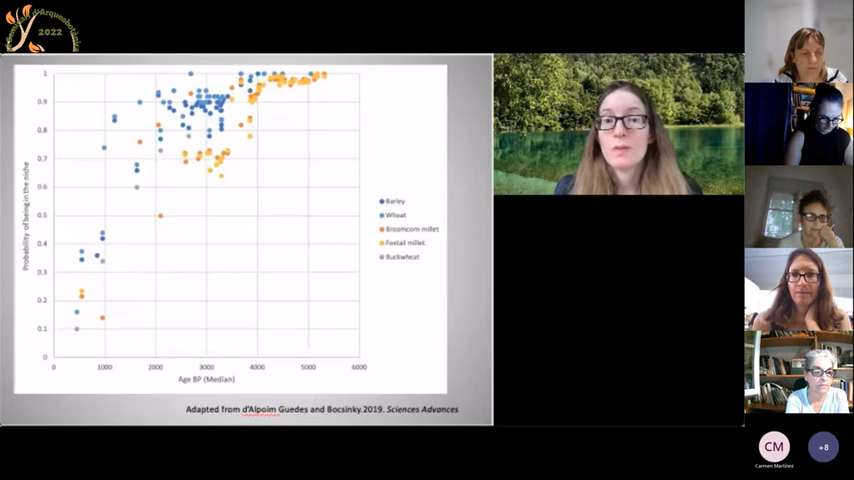 d'Arqueobotànica
2022
1
0.9
0.8
0.7
0.6
0.5
0.4
0.3
0.2
0.1
0
Probability of being in the niche
0 1000 2000 3000 4000 5000 6000
Age BP (Median)
Barley
Wheat
Broomcorn millet
Foxtail millet
Buckwheat
Adapted from d'Alpoim Guedes and Bocsinky.2019. Sciences Advances
CM
Carmen Martinez
+8